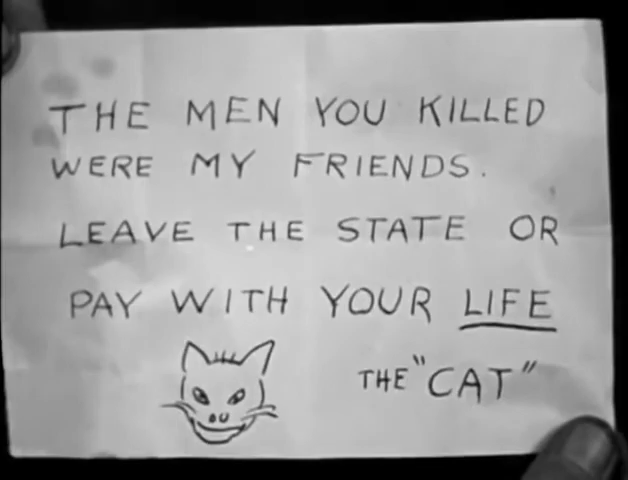 THE MEN YOU KILLED
WERE MY FRIENDS.
LEAVE THE STATE OR
PAY WITH YOUR LIFE
THE "CAT"